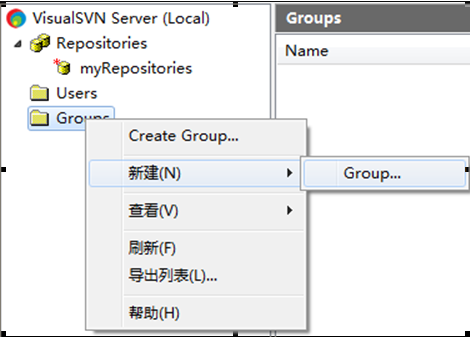 VisualSVN Server (Local)
Repositories
myRepositories
Users
Groups
Groups
Name
Create Group...
新建(N)
Group...
查看(V)
刷新(F)
导出列表(L)...
帮助(H)